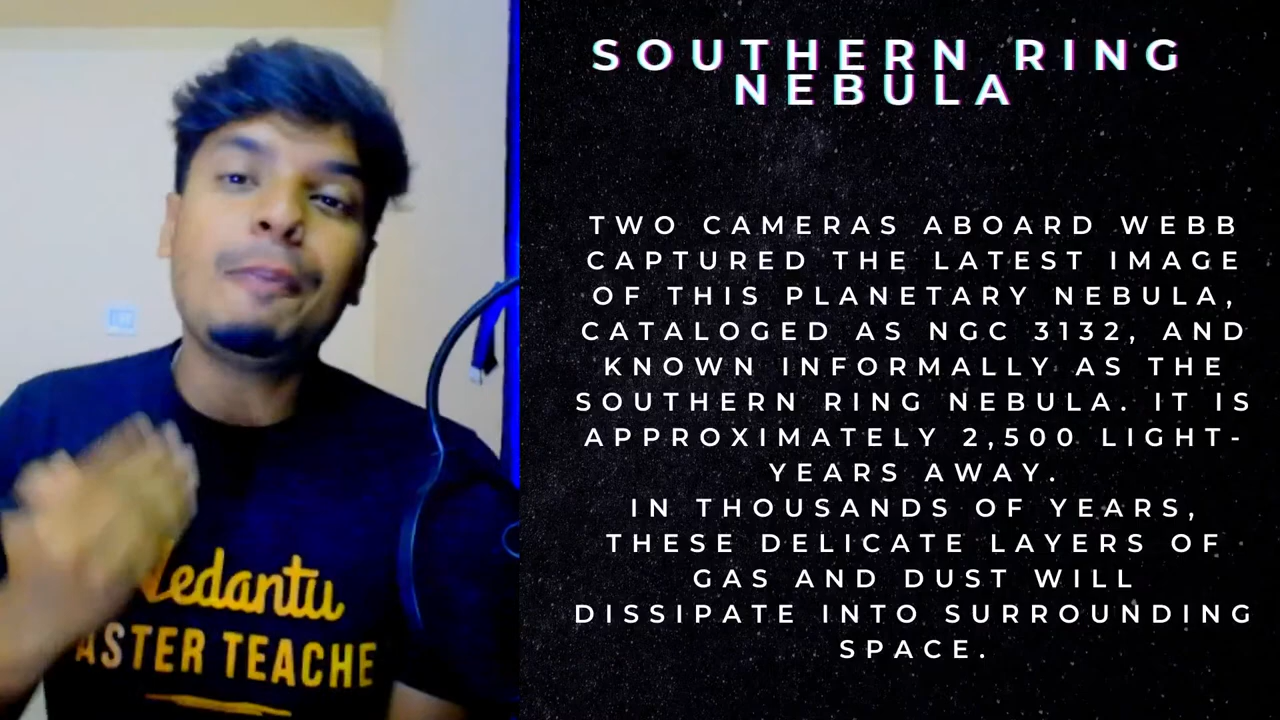 SOUTHERN RING
NEBULA
TWO CAMERAS ABOARD WEBB
CAPTURED THE LATEST IMAGE
OF THIS PLANETARY NEBULA,
CATALOGED AS NGC 3132, AND
KNOWN INFORMALLY AS THE
SOUTHERN RING NEBULA. IT IS
APPROXIMATELY 2,500 LIGHT-
YEARS AWAY.
IN THOUSANDS OF YEARS,
THESE DELICATE LAYERS OF
GAS AND DUST WILL
DISSIPATE INTO SURROUNDING
SPACE.
Vedantu
ASTER TEACHE